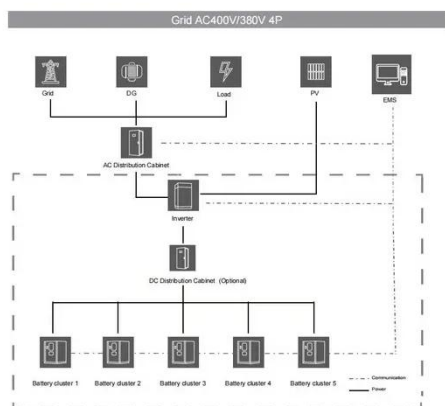 Grid AC400V/380V 4P
Grid
DG
Load
PV
EMS
AC Distribution Cabinet
Inverter
DC Distribution Cabinet (Optional)
Battery cluster 1
Battery cluster 2
Battery cluster 3
Battery cluster 4
Battery cluster 5
Communication
Power